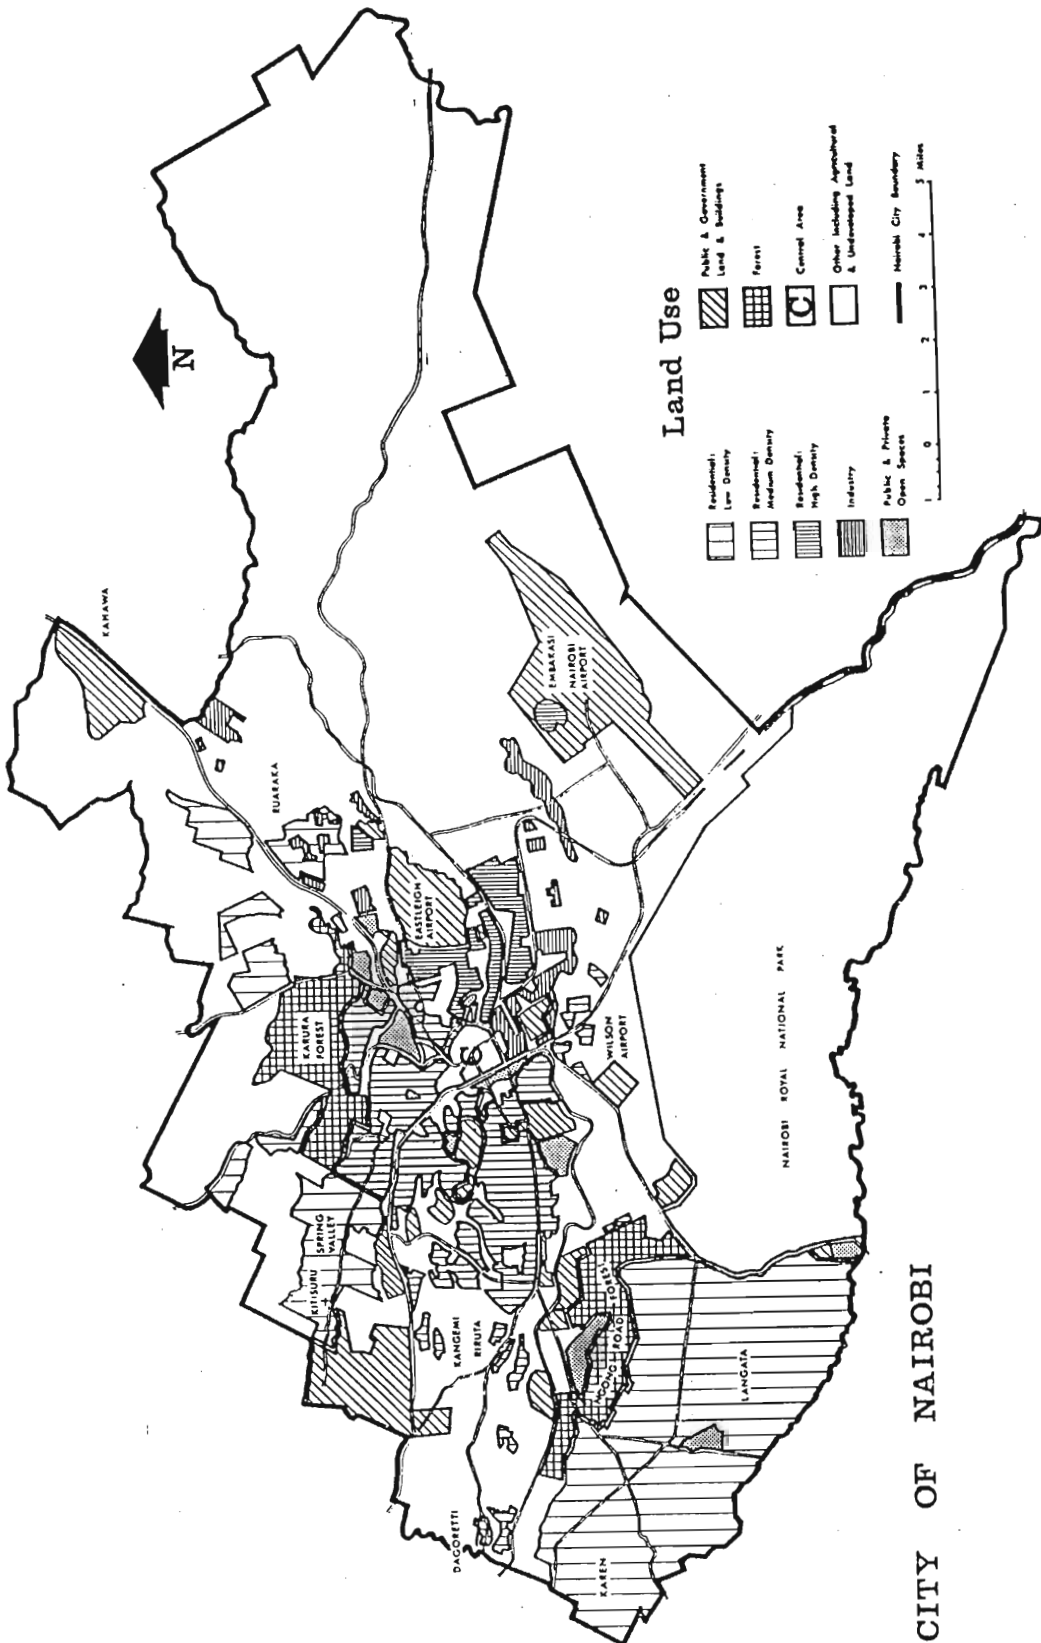 CITY OF NAIROBI
N
KAHAWA
RUARAKA
KARURA
FOREST
EASTLEIGH
AIRPORT
EMBAKASI
NAIROBI
AIRPORT
SPRING
VALLEY
KITISURU
KANGEMI
RIRUTA
DAGORETTI
KAREN
LANGATA
NGONG ROAD FOREST
WILSON
AIRPORT
NAIROBI ROYAL NATIONAL PARK
C
Land Use
Residential:
Low Density
Residential:
Medium Density
Residential:
High Density
Industry
Public & Private
Open Spaces
Public & Government
Land & Buildings
Forest
C
Central Area
Other Including Agricultural
& Undeveloped Land
Nairobi City Boundary
1 0 1 2 3 4 5 Miles